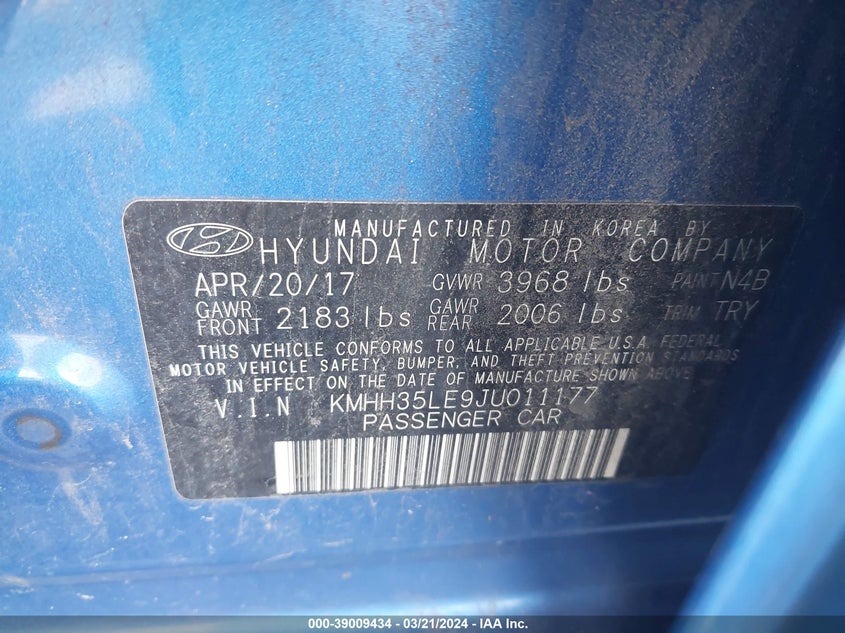 MANUFACTURED IN KOREA BY
HYUNDAI MOTOR COMPANY
APR/20/17 GVWR 3968 lbs PAINT N4B
GAWR FRONT 2183 lbs GAWR REAR 2006 lbs TRIM TRY
THIS VEHICLE CONFORMS TO ALL APPLICABLE U.S.A. FEDERAL
MOTOR VEHICLE SAFETY, BUMPER, AND THEFT PREVENTION STANDARDS
IN EFFECT ON THE DATE OF MANUFACTURE SHOWN ABOVE
V.I.N KMHH35LE9JU011177
PASSENGER CAR
000-39009434 - 03/21/2024 - IAA Inc.